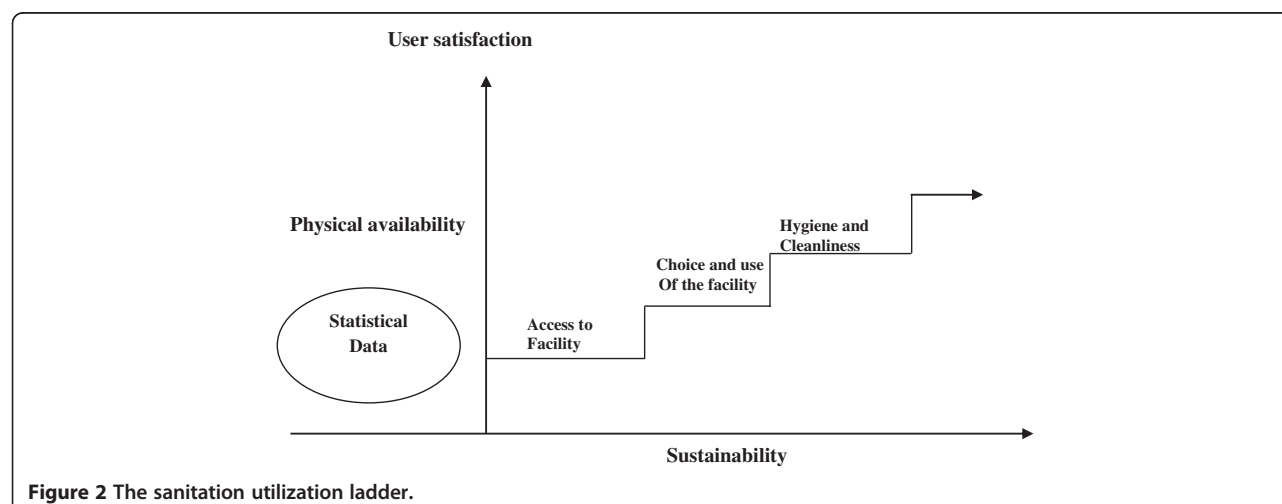 User satisfaction
Physical availability
Statistical
Data
Access to
Facility
Choice and use
Of the facility
Hygiene and
Cleanliness
Sustainability
Figure 2 The sanitation utilization ladder.